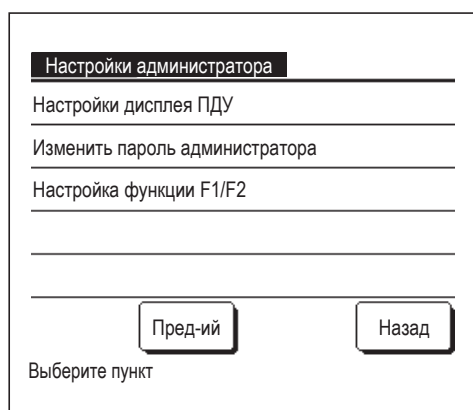 Настройки администратора
Настройки дисплея ПДУ
Изменить пароль администратора
Настройка функции F1/F2
Пред-ий
Назад
Выберите пункт